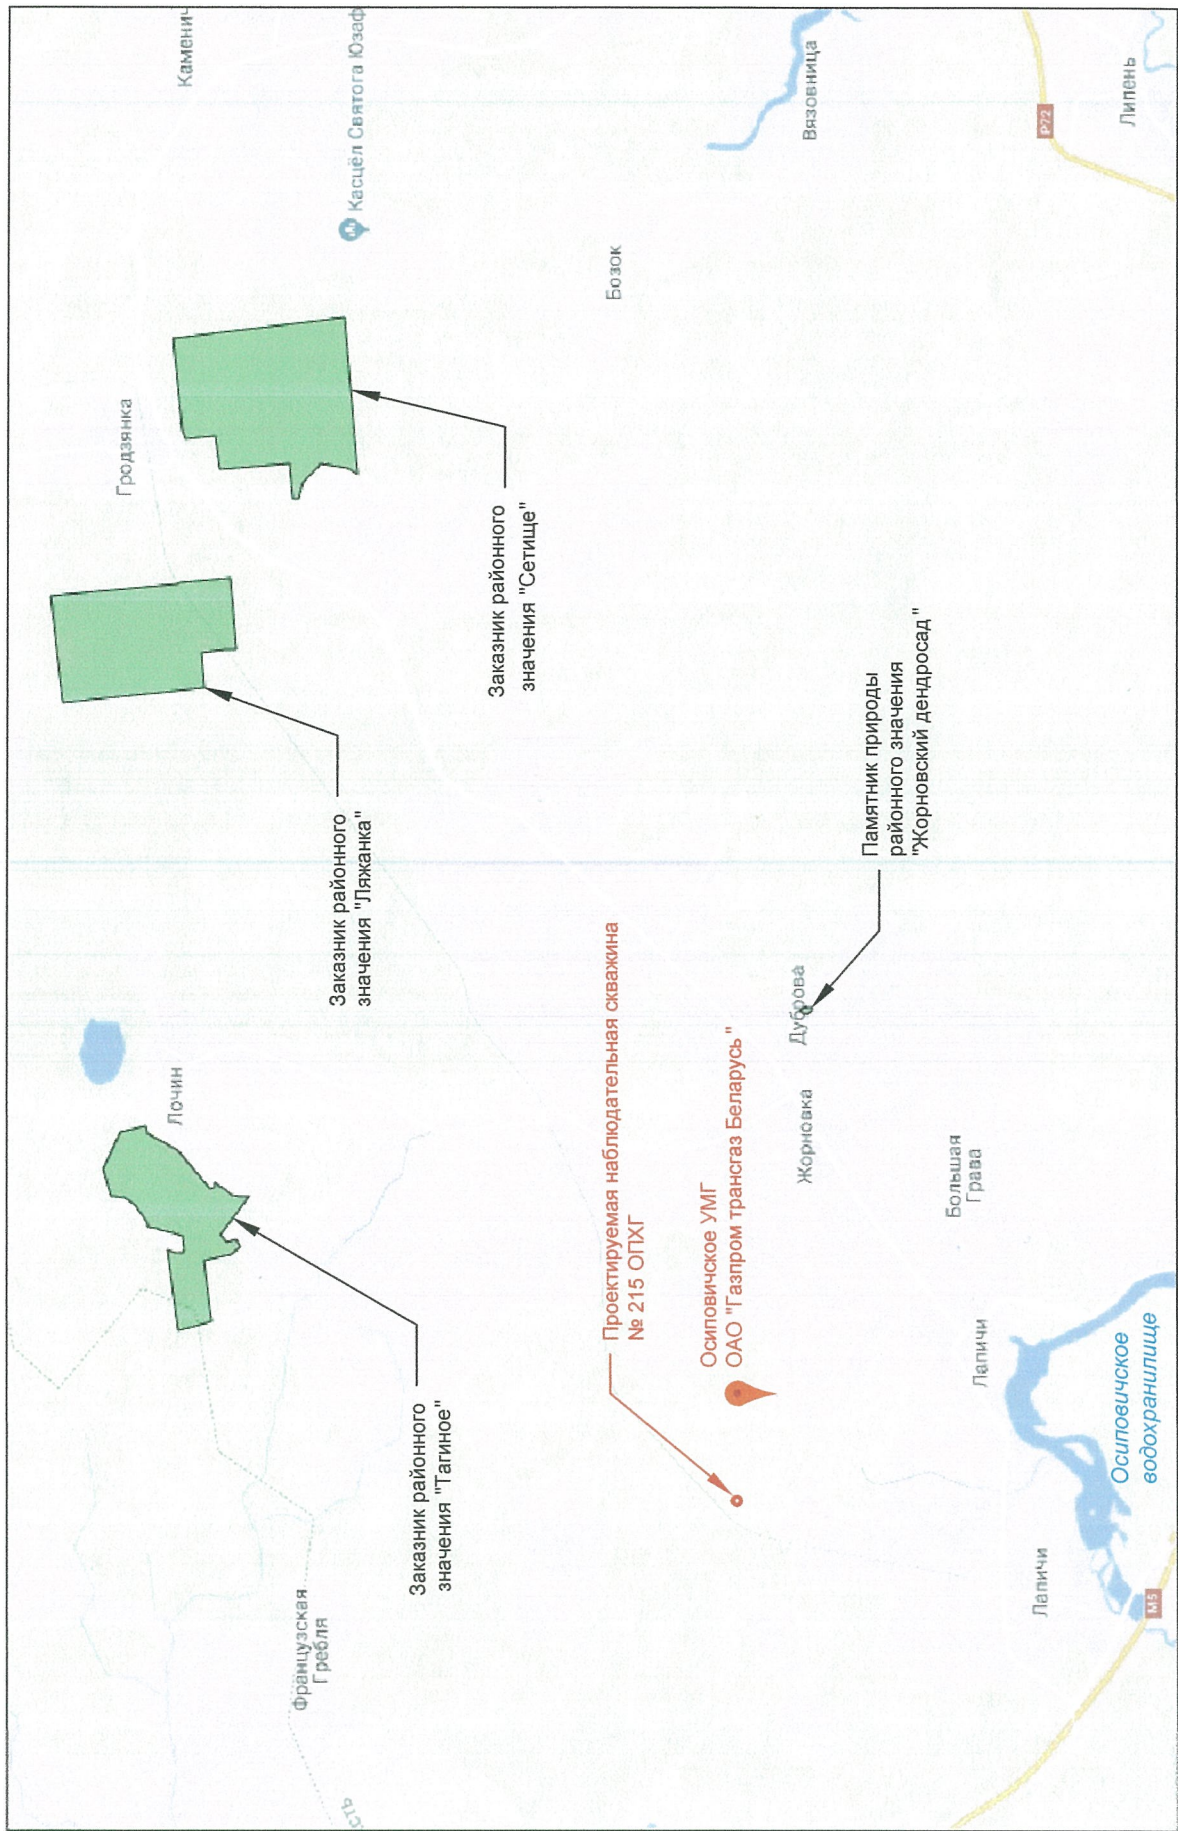 Гродзянка
Лочин
Каменич
Французская
Гребля
Заказник районного
значения "Ляжанка"
Касцёл Святога Юзаф
сть
Заказник районного
значения "Тагиное"
Заказник районного
значения "Сетище"
Проектируемая наблюдательная скважина
№ 215 ОПХГ
Бозок
Осиповичское УМГ
ОАО "Газпром трансгаз Беларусь"
Жорновка
Дуброва
Вязовница
Памятник природы
районного значения
"Жорновский дендросад"
Большая
Грава
Лапичи
Лапичи
Р72
Осиповичское
водохранилище
Липень
М5